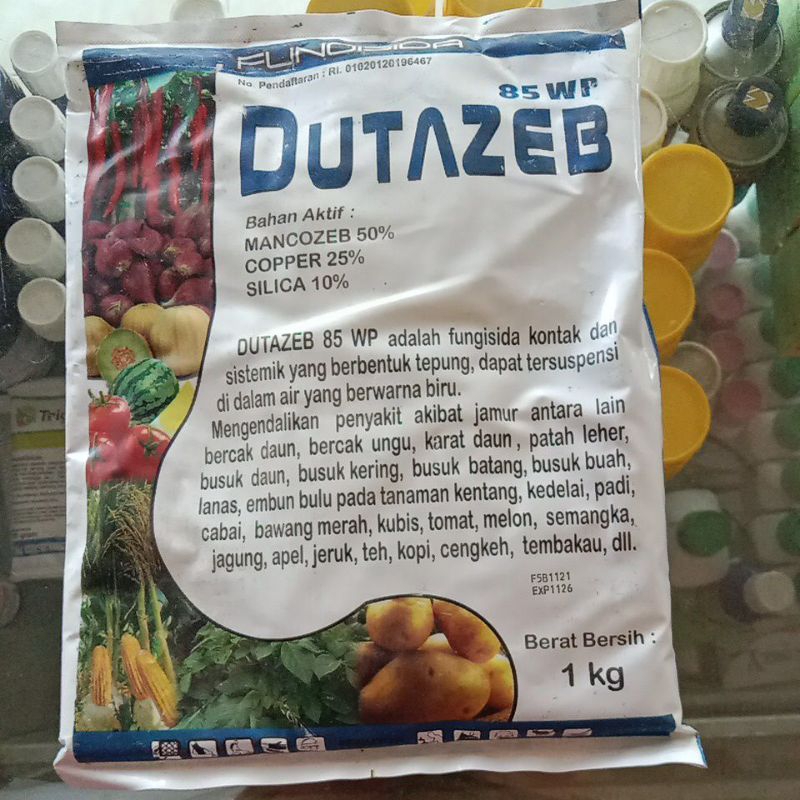 FUNGISIDA
No. Pendaftaran : RI. 01020120196467
85 WP
DUTAZEB
Bahan Aktif :
MANCOZEB 50%
COPPER 25%
SILICA 10%
DUTAZEB 85 WP adalah fungisida kontak dan
sistemik yang berbentuk tepung, dapat tersuspensi
di dalam air yang berwarna biru.
Mengendalikan penyakit akibat jamur antara lain
bercak daun, bercak ungu, karat daun, patah leher,
busuk daun, busuk kering, busuk batang, busuk buah,
lanas, embun bulu pada tanaman kentang, kedelai, padi,
cabai, bawang merah, kubis, tomat, melon, semangka,
jagung, apel, jeruk, teh, kopi, cengkeh, tembakau, dll.
F5B1121
EXP1126
Berat Bersih :
1 kg